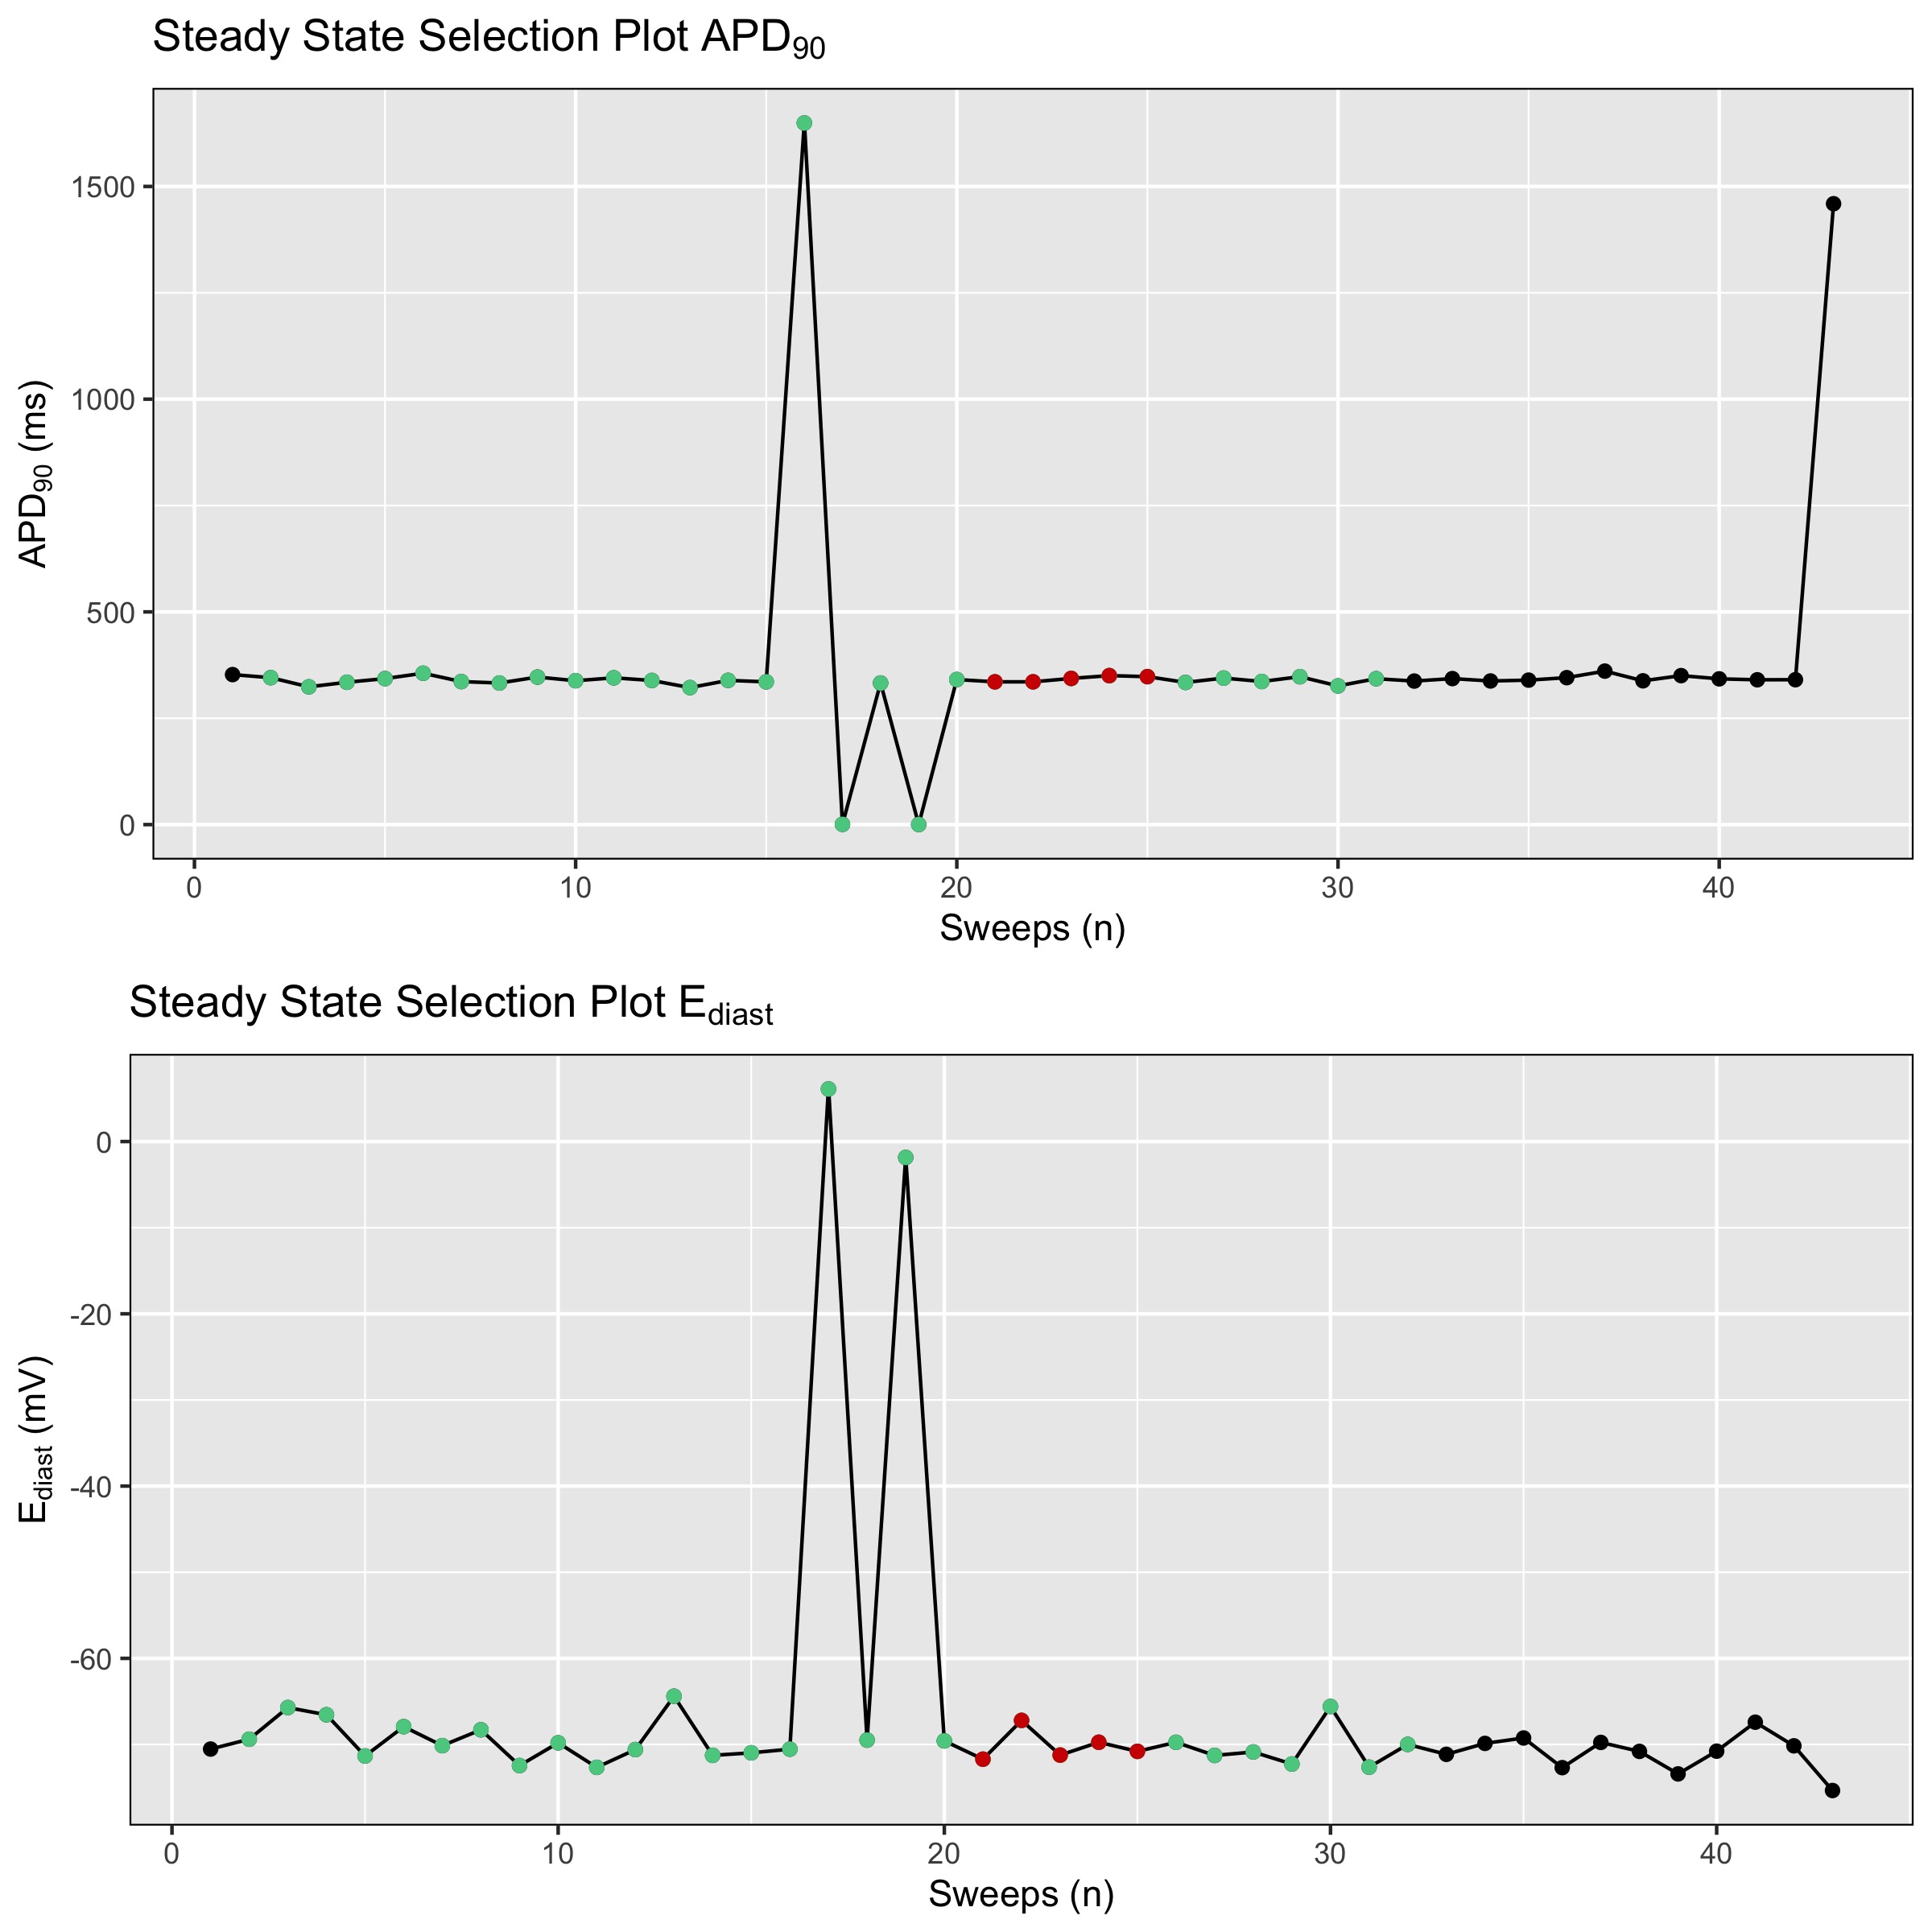 Steady State Selection Plot APD90
1500
1000
500
0
APD90 (ms)
0 10 20 30 40
Sweeps (n)
Steady State Selection Plot Ediast
0
-20
-40
-60
Ediast (mV)
0 10 20 30 40
Sweeps (n)